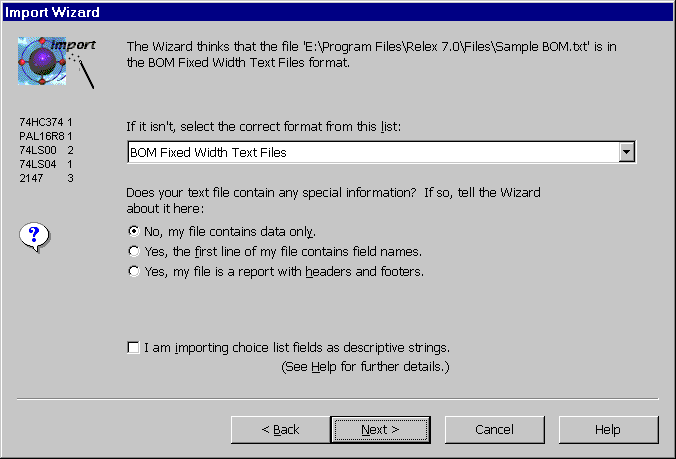 Import Wizard
import
The Wizard thinks that the file 'E:\Program Files\Relex 7.0\Files\Sample BOM.txt' is in
the BOM Fixed Width Text Files format.
74HC374 1
PAL16R8 1
74LS00 2
74LS04 1
2147 3
If it isn't, select the correct format from this list:
BOM Fixed Width Text Files
Does your text file contain any special information? If so, tell the Wizard
about it here:
?
No, my file contains data only.
Yes, the first line of my file contains field names.
Yes, my file is a report with headers and footers.
I am importing choice list fields as descriptive strings.
(See Help for further details.)
< Back
Next >
Cancel
Help